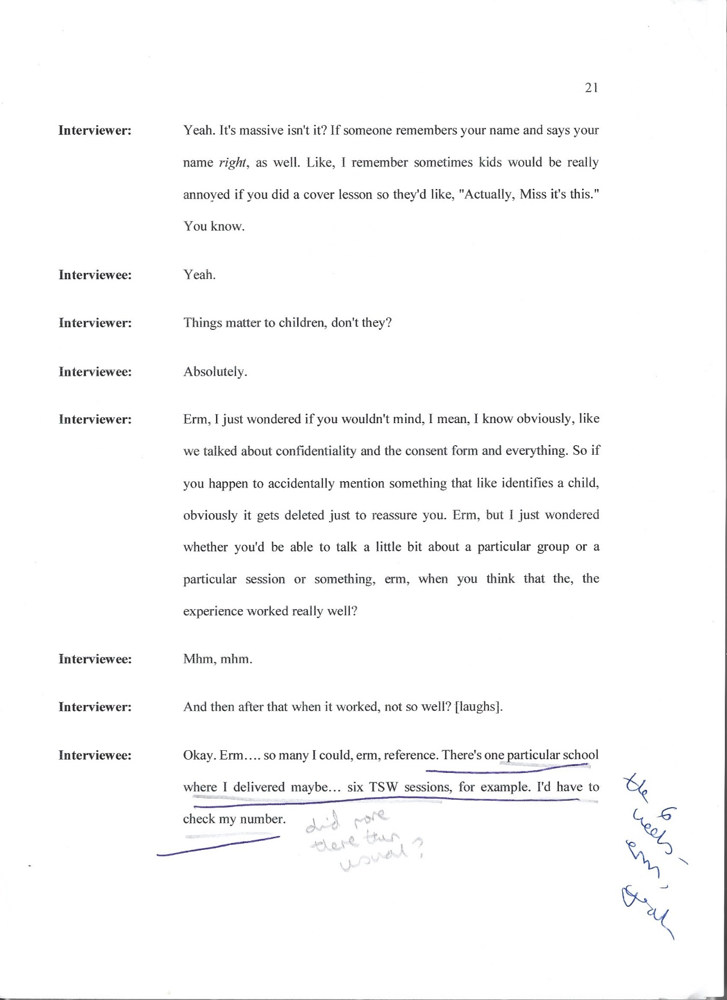 21
Interviewer: Yeah. It's massive isn't it? If someone remembers your name and says your
name right, as well. Like, I remember sometimes kids would be really
annoyed if you did a cover lesson so they'd like, "Actually, Miss it's this."
You know.
Interviewee: Yeah.
Interviewer: Things matter to children, don't they?
Interviewee: Absolutely.
Interviewer: Erm, I just wondered if you wouldn't mind, I mean, I know obviously, like
we talked about confidentiality and the consent form and everything. So if
you happen to accidentally mention something that like identifies a child,
obviously it gets deleted just to reassure you. Erm, but I just wondered
whether you'd be able to talk a little bit about a particular group or a
particular session or something, erm, when you think that the, the
experience worked really well?
Interviewee: Mhm, mhm.
Interviewer: And then after that when it worked, not so well? [laughs].
Interviewee: Okay. Erm…. so many I could, erm, reference. There's one particular school
where I delivered maybe... six TSW sessions, for example. I'd have to
check my number.
did more
there than
usual?
the 6